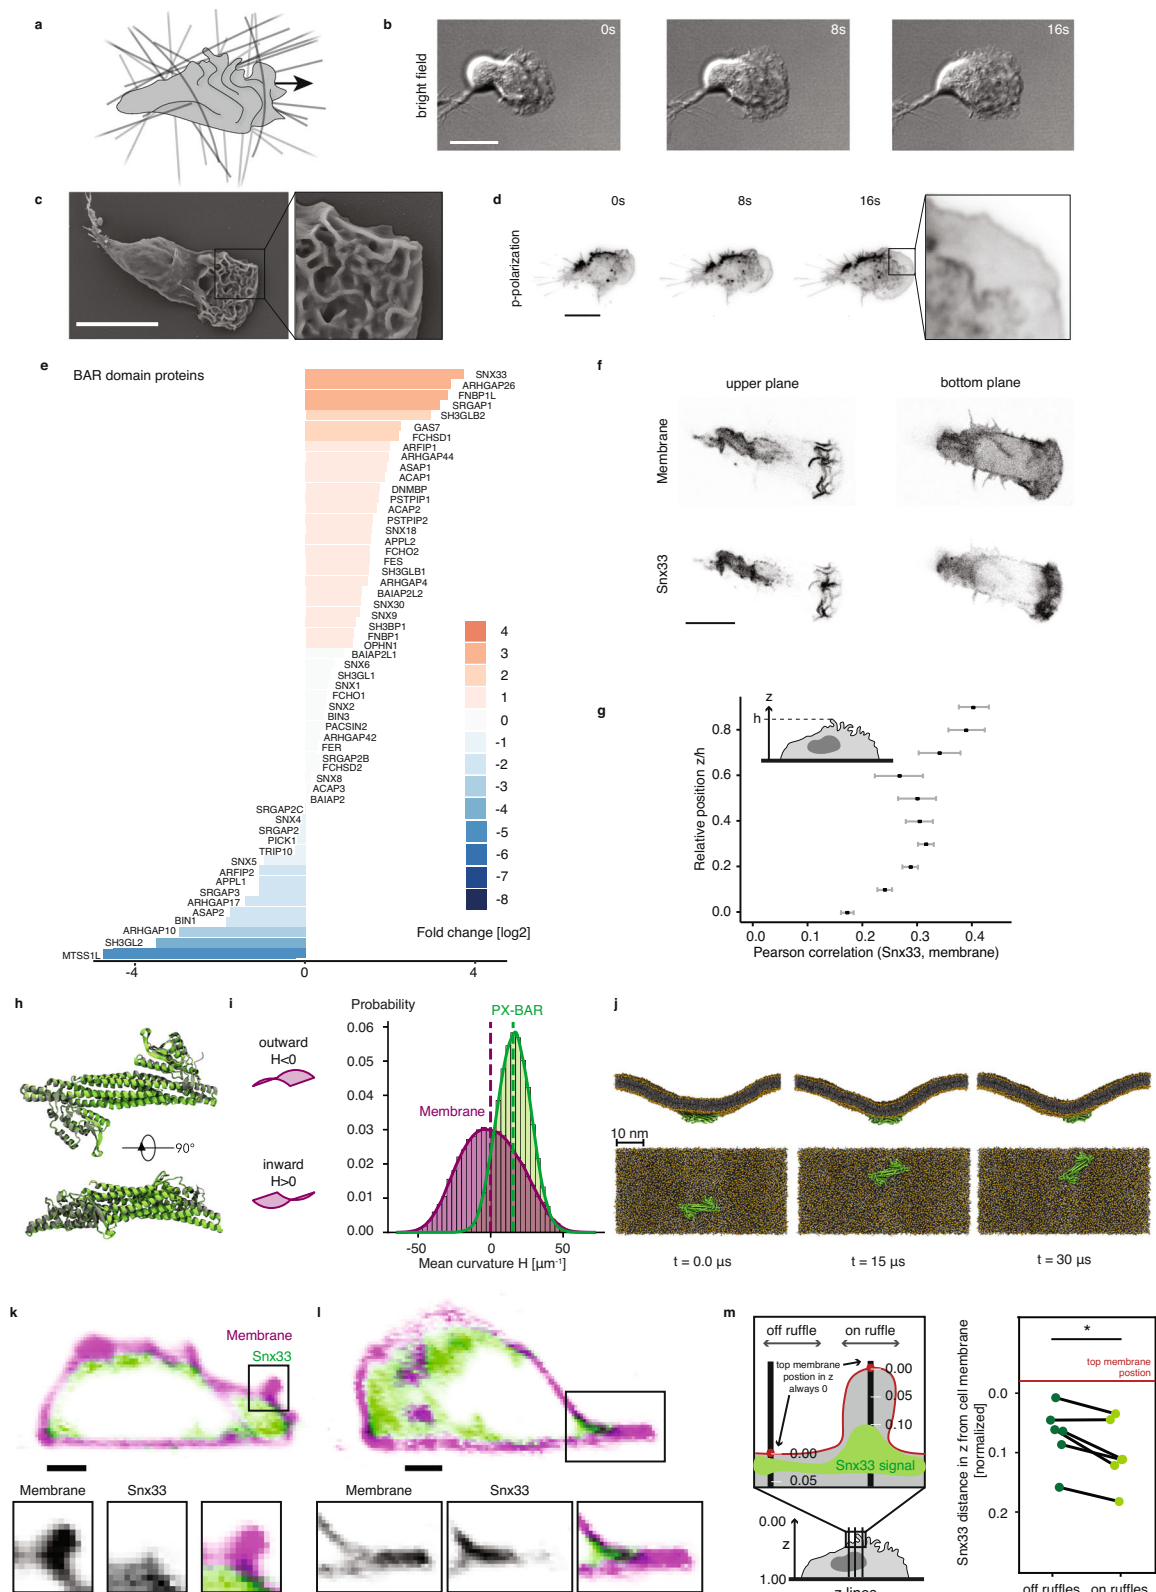 a
b
bright field
0s
8s
16s
c
d
p-polarization
0s
8s
16s
e
BAR domain proteins
SNX33
ARHGAP26
FNBP1L
SRGAP1
SH3GLB2
GAS7
FCHSD1
ARFIP1
ARHGAP44
ASAP1
ACAP1
DNMBP
PSTPIP1
ACAP2
PSTPIP2
SNX18
APPL2
FCHO2
FES
SH3GLB1
ARHGAP4
BAIAP2L2
SNX30
SNX9
SH3BP1
FNBP1
OPHN1
BAIAP2L1
SNX6
SH3GL1
SNX1
FCHO1
SNX2
BIN3
PACSIN2
ARHGAP42
FER
SRGAP2B
FCHSD2
SNX8
ACAP3
BAIAP2
SRGAP2C
SNX4
SRGAP2
PICK1
TRIP10
SNX5
ARFIP2
APPL1
SRGAP3
ARHGAP17
ASAP2
BIN1
ARHGAP10
SH3GL2
MTSS1L
4
3
2
1
0
-1
-2
-3
-4
-5
-6
-7
-8
Fold change [log2]
-4
0
4
f
upper plane
bottom plane
Membrane
Snx33
g
z
h
Relative position z/h
0.8
0.6
0.4
0.2
0.0
0.0
0.1
0.2
0.3
0.4
Pearson correlation (Snx33, membrane)
h
90°
i
outward
H<0
inward
H>0
Probability
PX-BAR
Membrane
0.06
0.05
0.04
0.03
0.02
0.01
0.00
-50
0
50
Mean curvature H [µm⁻¹]
j
10 nm
t = 0.0 µs
t = 15 µs
t = 30 µs
k
Membrane
Snx33
Membrane
Snx33
l
Membrane
Snx33
m
off ruffle
on ruffle
top membrane
postion in z
always 0
0.00
0.05
0.10
0.00
0.05
Snx33 signal
0.00
z
1.00
z lines
*
top membrane
postion
Snx33 distance in z from cell membrane
[normalized]
0.0
0.1
0.2
off ruffles
on ruffles